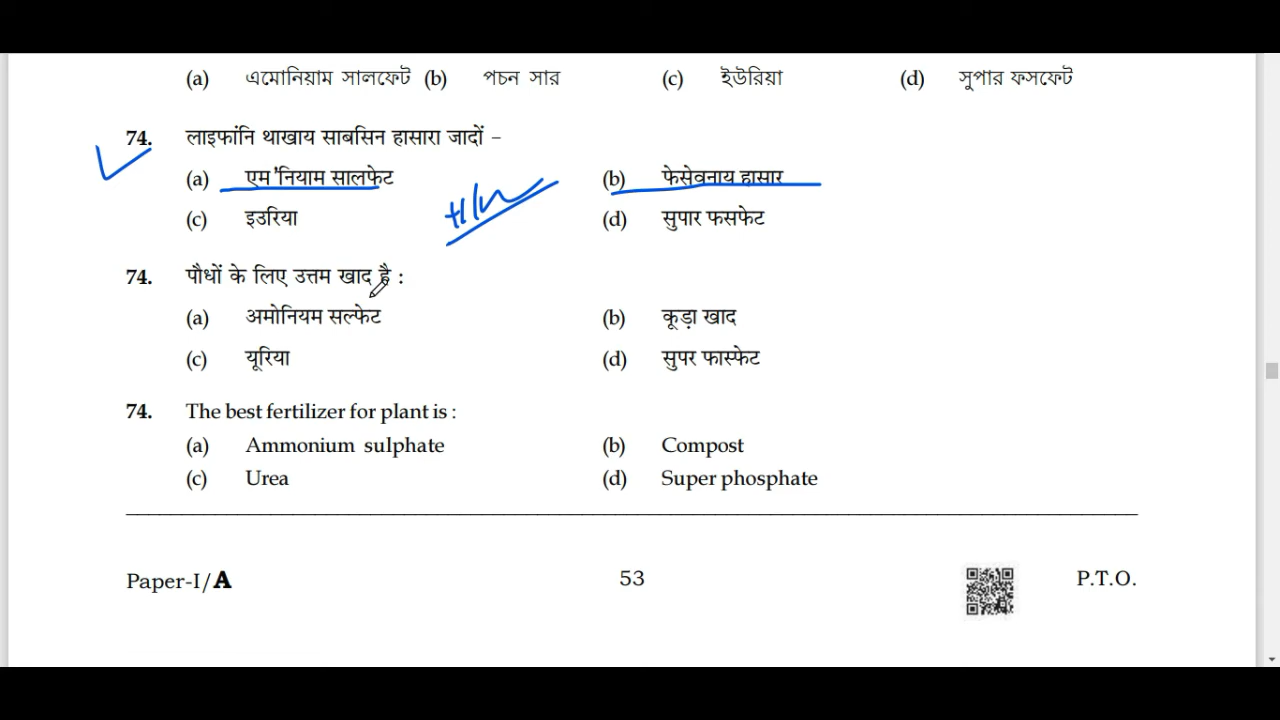 (a) এমোনিয়াম সালফেট (b) পচন সাৰ (c) ইউৰিয়া (d) সুপাৰ ফসফেট
74. लाइफांनि थाखाय साबसिन हासारा जादों –
(a) एम'नियाम सालफेट (b) फेसेवनाय हासार
H/W
(c) इउरिया (d) सुपार फसफेट
74. पौधों के लिए उत्तम खाद है :
(a) अमोनियम सल्फेट (b) कूड़ा खाद
(c) यूरिया (d) सुपर फास्फेट
74. The best fertilizer for plant is :
(a) Ammonium sulphate (b) Compost
(c) Urea (d) Super phosphate
Paper-I/A 53 P.T.O.